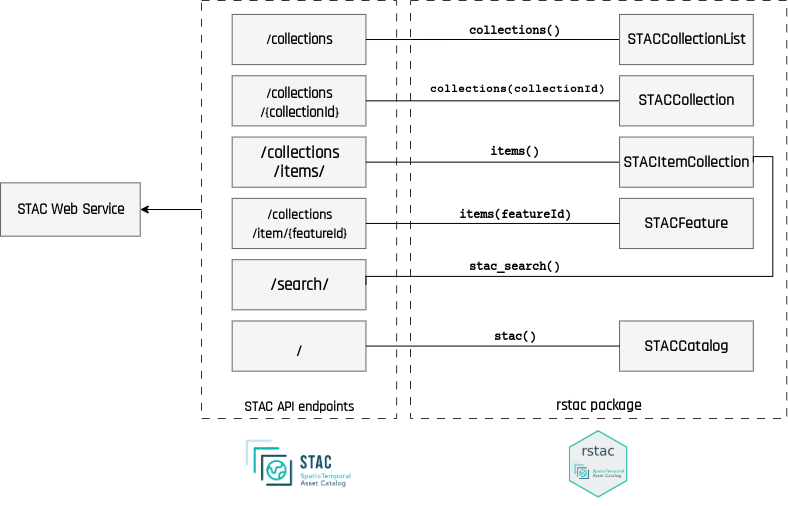 /collections
collections()
STACCollectionList
/collections
/{collectionId}
collections(collectionId)
STACCollection
/collections
/items/
items()
STACItemCollection
STAC Web Service
/collections
/item/{featureId}
items(featureId)
STACFeature
/search/
stac_search()
/
stac()
STACCatalog
STAC API endpoints
rstac package
STAC
SpatioTemporal
Asset Catalog
rstac
STAC
SpatioTemporal
Asset Catalog